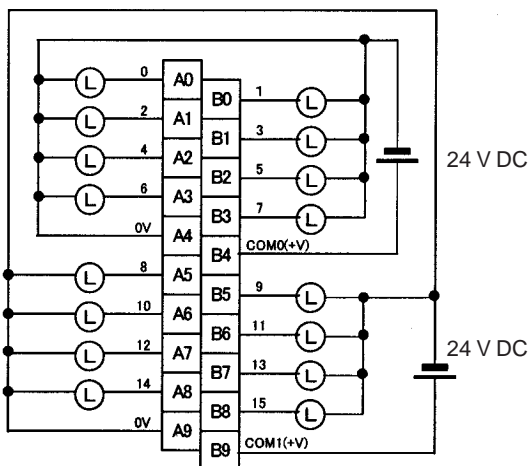 L 0 A0
B0 1 L
L 2 A1
B1 3 L
L 4 A2
B2 5 L
24 V DC
L 6 A3
B3 7 L
0V A4
B4 COM0(+V)
L 8 A5
B5 9 L
L 10 A6
B6 11 L
L 12 A7
B7 13 L
24 V DC
L 14 A8
B8 15 L
0V A9
B9 COM1(+V)